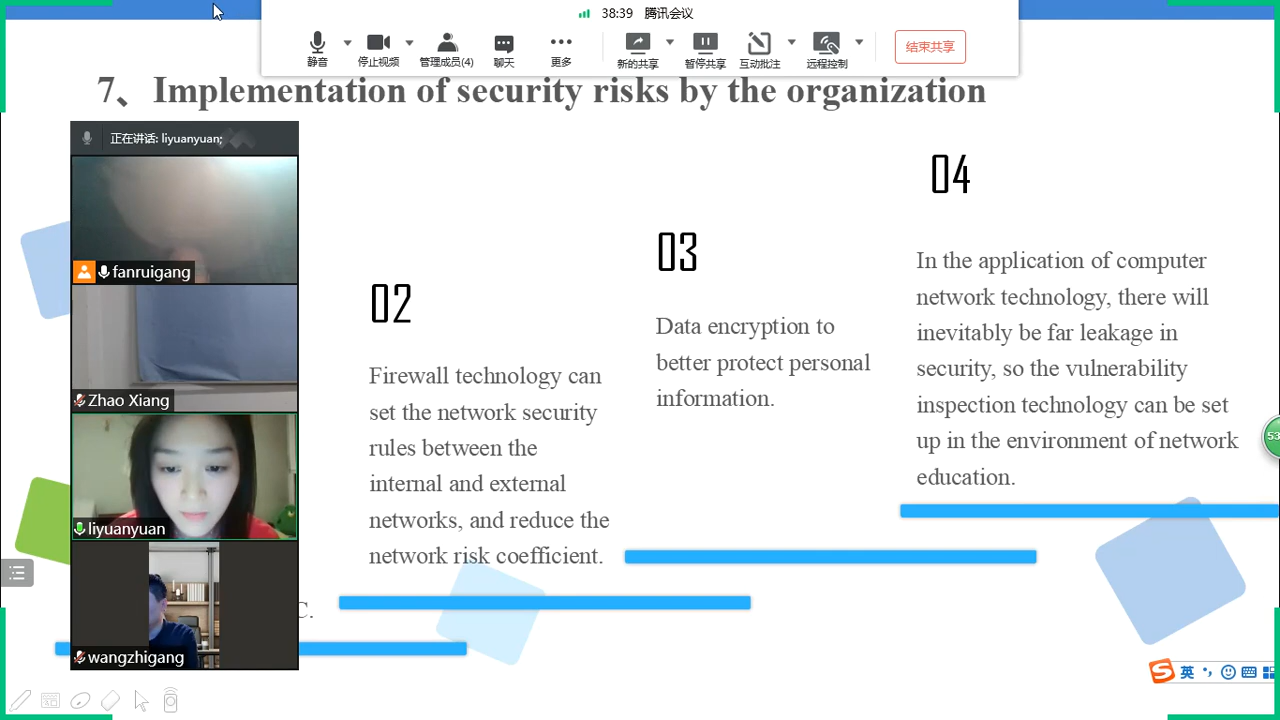 38:39 腾讯会议
静音
停止视频
管理成员(4)
聊天
更多
新的共享
暂停共享
互动批注
远程控制
结束共享
7、Implementation of security risks by the organization
正在讲话: liyuanyuan;
fanruigang
Zhao Xiang
liyuanyuan
wangzhigang
02
Firewall technology can
set the network security
rules between the
internal and external
networks, and reduce the
network risk coefficient.
03
Data encryption to
better protect personal
information.
04
In the application of computer
network technology, there will
inevitably be far leakage in
security, so the vulnerability
inspection technology can be set
up in the environment of network
education.
c.
53
英